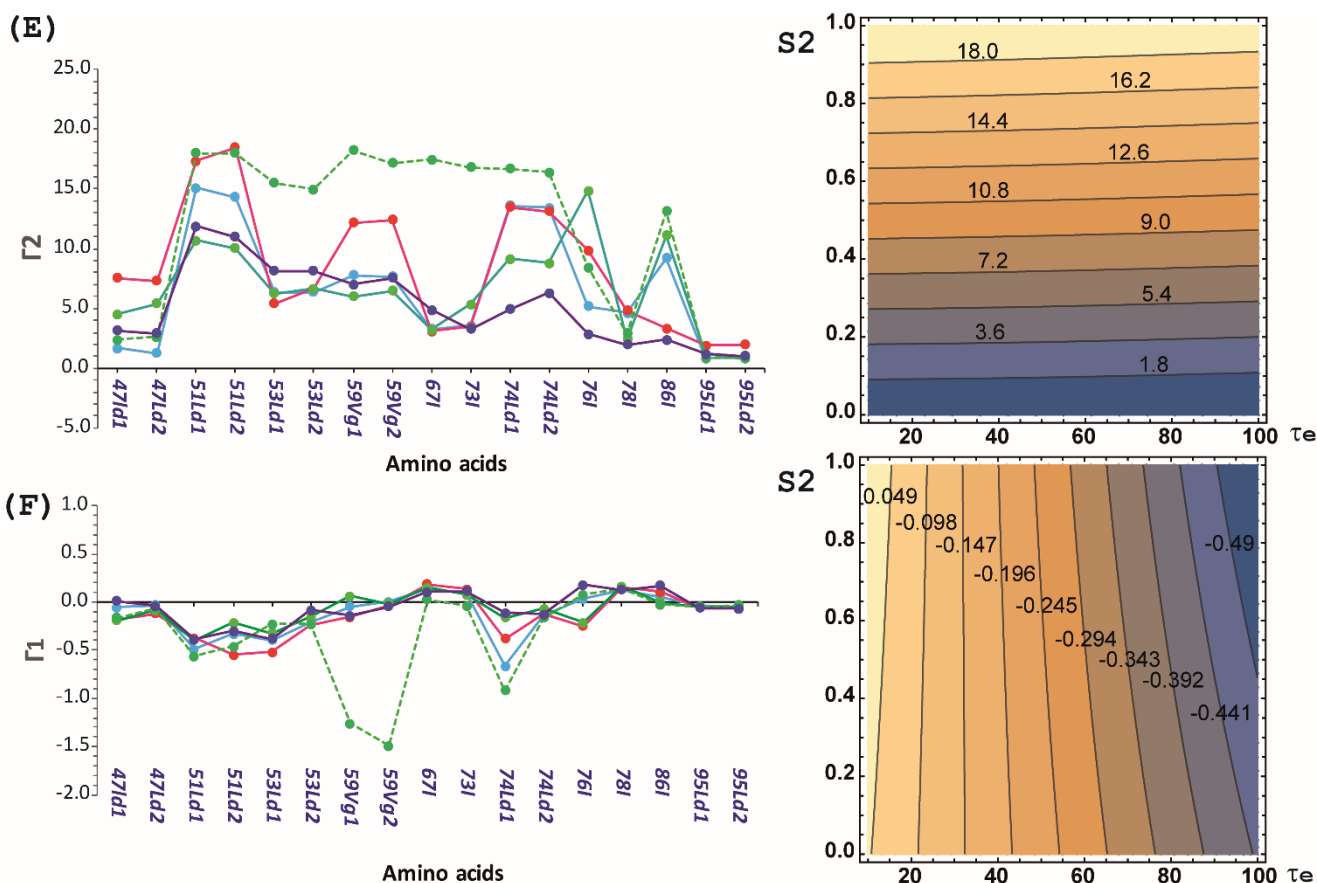 (E)
Γ2
25.0
20.0
15.0
10.0
5.0
0.0
-5.0
47Id1
47Ld2
51Ld1
51Ld2
53Ld1
53Ld2
59Vg1
59Vg2
67I
73I
74Ld1
74Ld2
76I
78I
86I
95Ld1
95Ld2
Amino acids
S2
1.0
0.8
0.6
0.4
0.2
0.0
18.0
16.2
14.4
12.6
10.8
9.0
7.2
5.4
3.6
1.8
20 40 60 80 100 τe
(F)
Γ1
1.0
0.5
0.0
-0.5
-1.0
-1.5
-2.0
47Id1
47Ld2
51Ld1
51Ld2
53Ld1
53Ld2
59Vg1
59Vg2
67I
73I
74Ld1
74Ld2
76I
78I
86I
95Ld1
95Ld2
Amino acids
S2
1.0
0.8
0.6
0.4
0.2
0.0
0.049
-0.098
-0.147
-0.196
-0.245
-0.294
-0.343
-0.392
-0.441
-0.49
20 40 60 80 100 τe